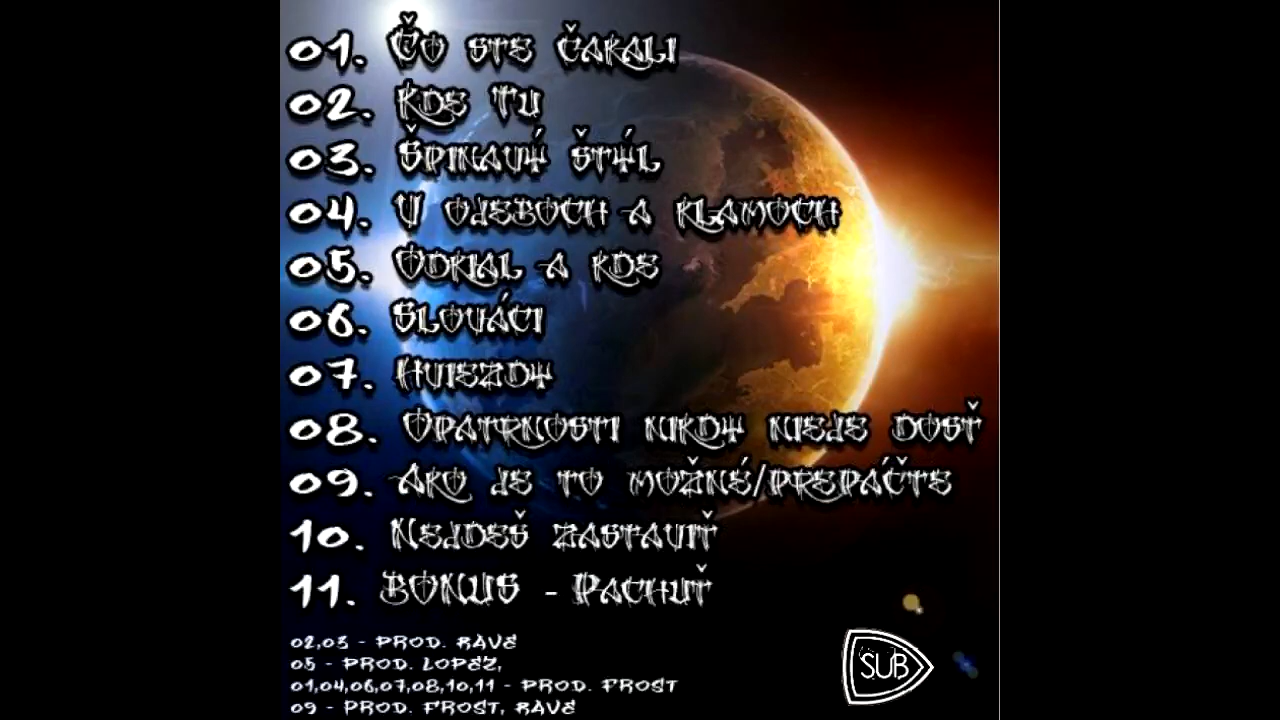 01. Čo ste čakali
02. Kde Tu
03. Špinavý štýl
04. V ojeboch a klamoch
05. Odkial a kde
06. Slováci
07. Hviezdy
08. Opatrnosti nikdy nieje dosť
09. Ako je to možné/prepáčte
10. Nejdeš zastaviť
11. BONUS - Pachuť
02,03 - PROD. RAVE
05 - PROD. LOPEZ,
01,04,06,07,08,10,11 - PROD. FROST
09 - PROD. FROST, RAVE
SUB